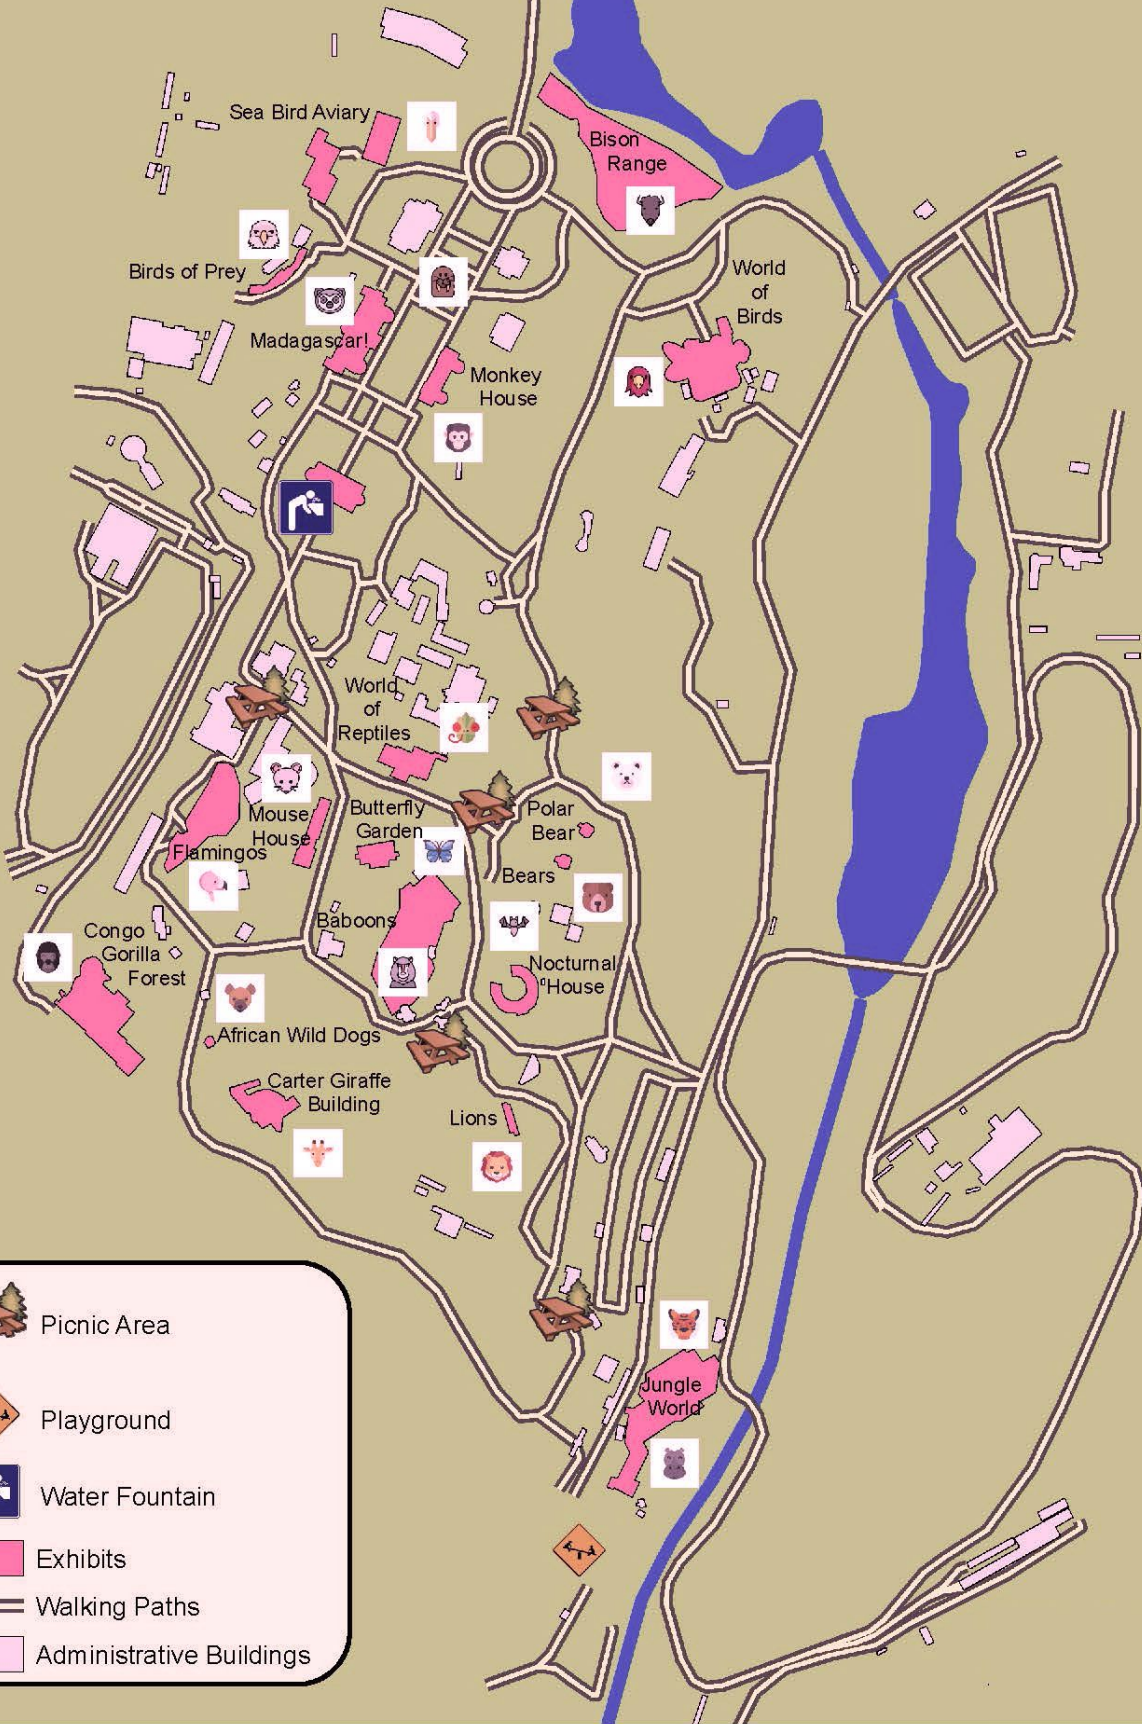 Sea Bird Aviary
Bison
Range
Birds of Prey
World
of
Birds
Madagascar!
Monkey
House
World
of
Reptiles
Mouse
House
Butterfly
Garden
Polar
Bear
Flamingos
Bears
Baboons
Congo
Gorilla
Forest
Nocturnal
House
African Wild Dogs
Carter Giraffe
Building
Lions
Jungle
World
Picnic Area
Playground
Water Fountain
Exhibits
Walking Paths
Administrative Buildings